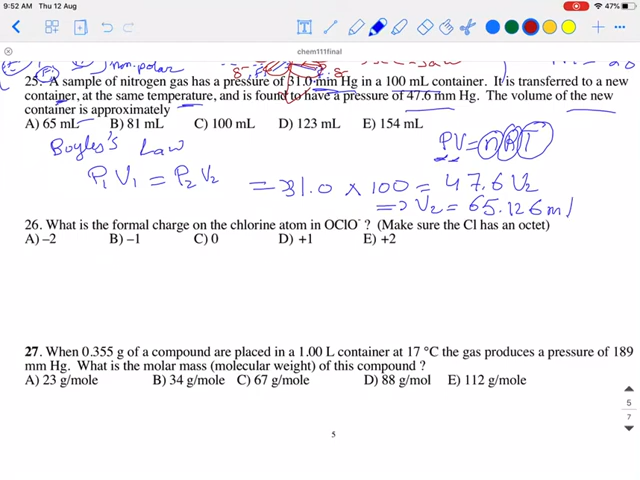 9:52 AM Thu 12 Aug
47%
chem111final
non polar
25. A sample of nitrogen gas has a pressure of 31.0 mm Hg in a 100 mL container. It is transferred to a new
container, at the same temperature, and is found to have a pressure of 47.6 mm Hg. The volume of the new
container is approximately
A) 65 mL B) 81 mL C) 100 mL D) 123 mL E) 154 mL
Boyles's Law
PV=nRT
P1 V1 = P2 V2
= 31.0 × 100 = 47.6 V2
=> V2 = 65.126 ml
26. What is the formal charge on the chlorine atom in OClO⁻ ? (Make sure the Cl has an octet)
A) –2 B) –1 C) 0 D) +1 E) +2
27. When 0.355 g of a compound are placed in a 1.00 L container at 17 °C the gas produces a pressure of 189
mm Hg. What is the molar mass (molecular weight) of this compound ?
A) 23 g/mole B) 34 g/mole C) 67 g/mole D) 88 g/mol E) 112 g/mole
5
5
7